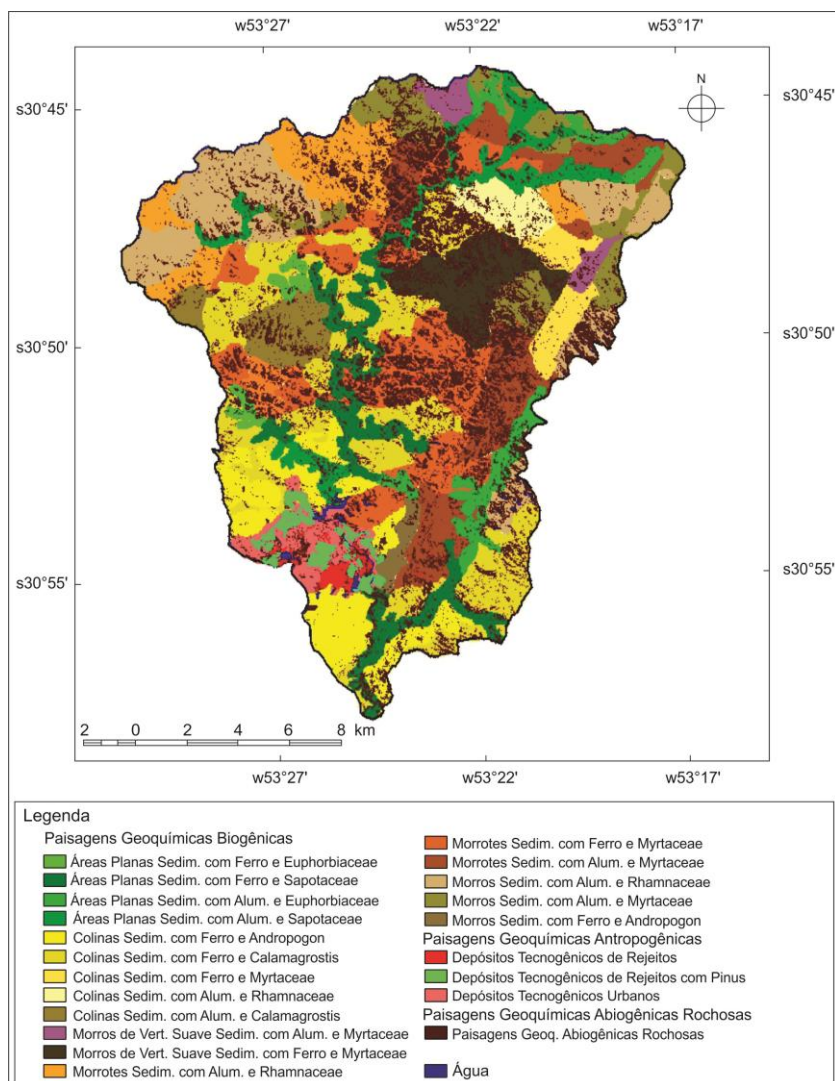 w53°27' w53°22' w53°17'
N
s30°45' s30°45'
s30°50' s30°50'
s30°55' s30°55'
2 0 2 4 6 8 km
w53°27' w53°22' w53°17'
Legenda
Paisagens Geoquímicas Biogênicas
Áreas Planas Sedim. com Ferro e Euphorbiaceae
Áreas Planas Sedim. com Ferro e Sapotaceae
Áreas Planas Sedim. com Alum. e Euphorbiaceae
Áreas Planas Sedim. com Alum. e Sapotaceae
Colinas Sedim. com Ferro e Andropogon
Colinas Sedim. com Ferro e Calamagrostis
Colinas Sedim. com Ferro e Myrtaceae
Colinas Sedim. com Alum. e Rhamnaceae
Colinas Sedim. com Alum. e Calamagrostis
Morros de Vert. Suave Sedim. com Alum. e Myrtaceae
Morros de Vert. Suave Sedim. com Ferro e Myrtaceae
Morrotes Sedim. com Alum. e Rhamnaceae
Morrotes Sedim. com Ferro e Myrtaceae
Morrotes Sedim. com Alum. e Myrtaceae
Morros Sedim. com Alum. e Rhamnaceae
Morros Sedim. com Alum. e Myrtaceae
Morros Sedim. com Ferro e Andropogon
Paisagens Geoquímicas Antropogênicas
Depósitos Tecnogênicos de Rejeitos
Depósitos Tecnogênicos de Rejeitos com Pinus
Depósitos Tecnogênicos Urbanos
Paisagens Geoquímicas Abiogênicas Rochosas
Paisagens Geoq. Abiogênicas Rochosas
Água